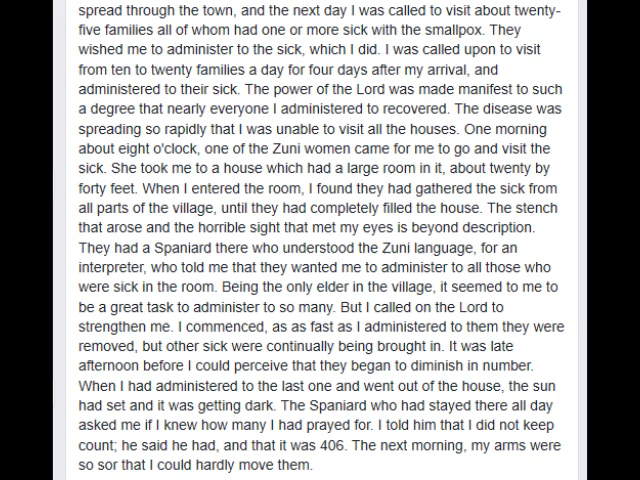 spread through the town, and the next day I was called to visit about twenty-
five families all of whom had one or more sick with the smallpox. They
wished me to administer to the sick, which I did. I was called upon to visit
from ten to twenty families a day for four days after my arrival, and
administered to their sick. The power of the Lord was made manifest to such
a degree that nearly everyone I administered to recovered. The disease was
spreading so rapidly that I was unable to visit all the houses. One morning
about eight o'clock, one of the Zuni women came for me to go and visit the
sick. She took me to a house which had a large room in it, about twenty by
forty feet. When I entered the room, I found they had gathered the sick from
all parts of the village, until they had completely filled the house. The stench
that arose and the horrible sight that met my eyes is beyond description.
They had a Spaniard there who understood the Zuni language, for an
interpreter, who told me that they wanted me to administer to all those who
were sick in the room. Being the only elder in the village, it seemed to me to
be a great task to administer to so many. But I called on the Lord to
strengthen me. I commenced, as as fast as I administered to them they were
removed, but other sick were continually being brought in. It was late
afternoon before I could perceive that they began to diminish in number.
When I had administered to the last one and went out of the house, the sun
had set and it was getting dark. The Spaniard who had stayed there all day
asked me if I knew how many I had prayed for. I told him that I did not keep
count; he said he had, and that it was 406. The next morning, my arms were
so sor that I could hardly move them.